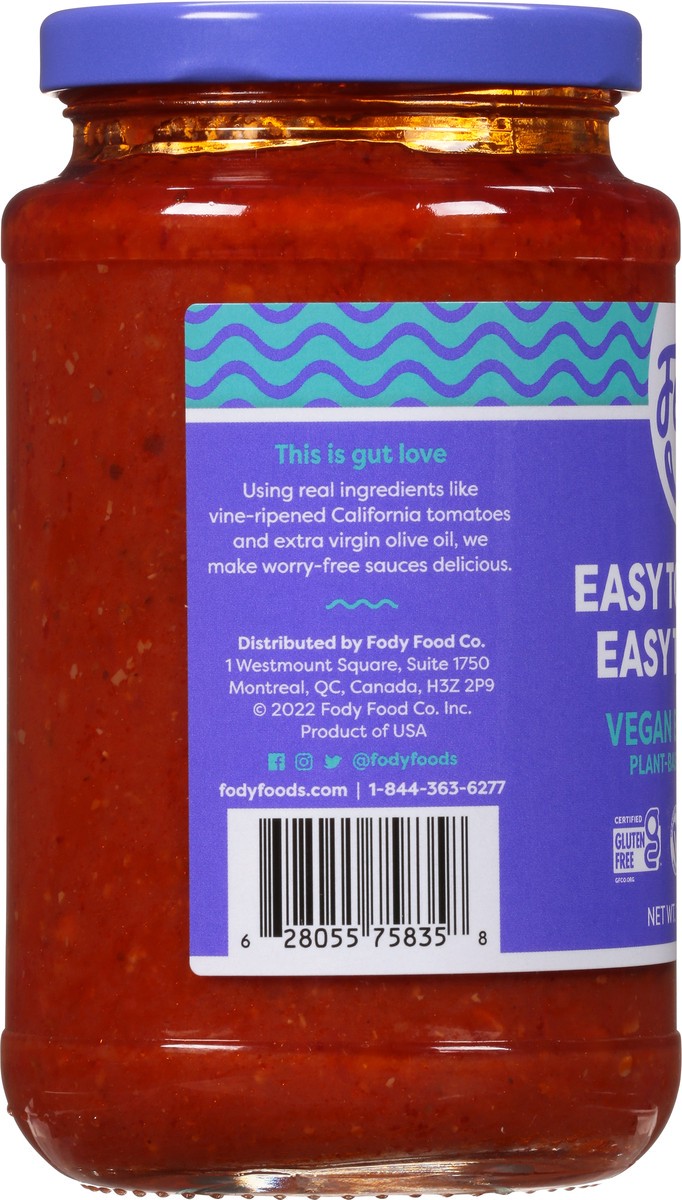 This is gut love
Using real ingredients like
vine-ripened California tomatoes
and extra virgin olive oil, we
make worry-free sauces delicious.
Distributed by Fody Food Co.
1 Westmount Square, Suite 1750
Montreal, QC, Canada, H3Z 2P9
© 2022 Fody Food Co. Inc.
Product of USA
@fodyfoods
fodyfoods.com | 1-844-363-6277
6 28055 75835 8
EASY
EASY
VEGAN
CERTIFIED
GLUTEN
FREE
GFCO.ORG
NET